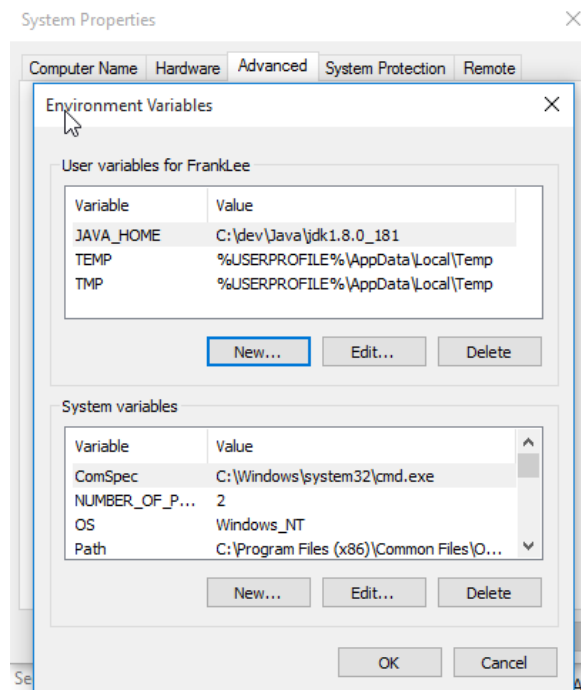 System Properties
Computer Name Hardware Advanced System Protection Remote
Environment Variables
User variables for FrankLee
Variable Value
JAVA_HOME C:\dev\Java\jdk1.8.0_181
TEMP %USERPROFILE%\AppData\Local\Temp
TMP %USERPROFILE%\AppData\Local\Temp
New... Edit... Delete
System variables
Variable Value
ComSpec C:\Windows\system32\cmd.exe
NUMBER_OF_P... 2
OS Windows_NT
Path C:\Program Files (x86)\Common Files\O...
New... Edit... Delete
OK Cancel
Se